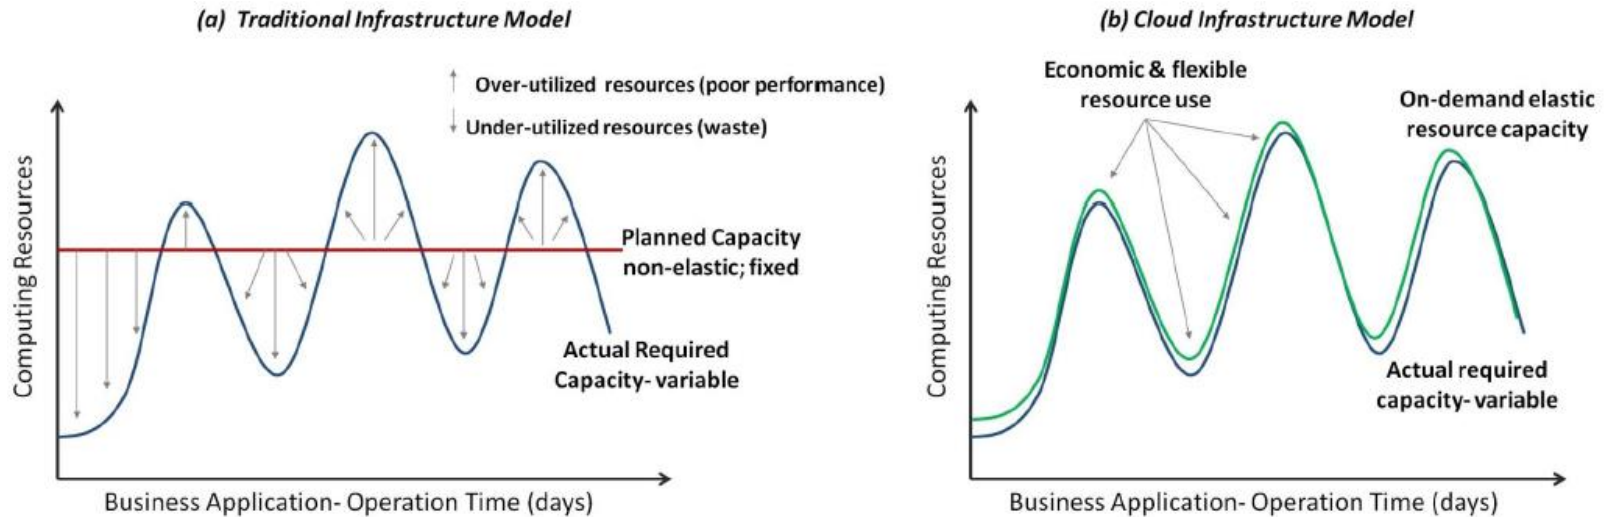 (a) Traditional Infrastructure Model
Over-utilized resources (poor performance)
Under-utilized resources (waste)
Computing Resources
Planned Capacity
non-elastic; fixed
Actual Required
Capacity- variable
Business Application- Operation Time (days)
(b) Cloud Infrastructure Model
Economic & flexible
resource use
On-demand elastic
resource capacity
Computing Resources
Actual required
capacity- variable
Business Application- Operation Time (days)